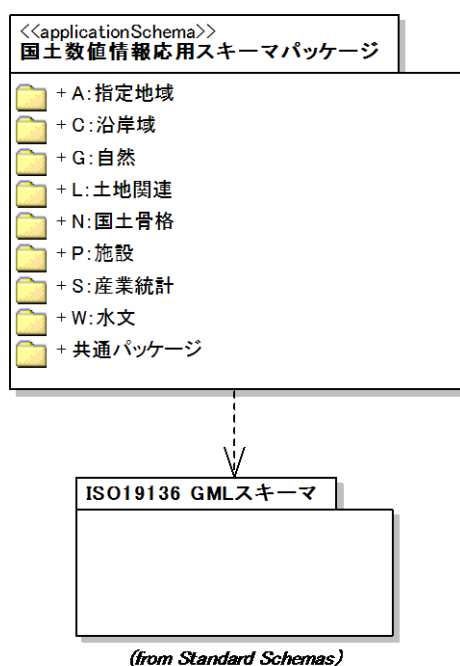 <<applicationSchema>>
国土数値情報応用スキーマパッケージ
+ A:指定地域
+ C:沿岸域
+ G:自然
+ L:土地関連
+ N:国土骨格
+ P:施設
+ S:産業統計
+ W:水文
+ 共通パッケージ
ISO19136 GMLスキーマ
(from Standard Schemas)